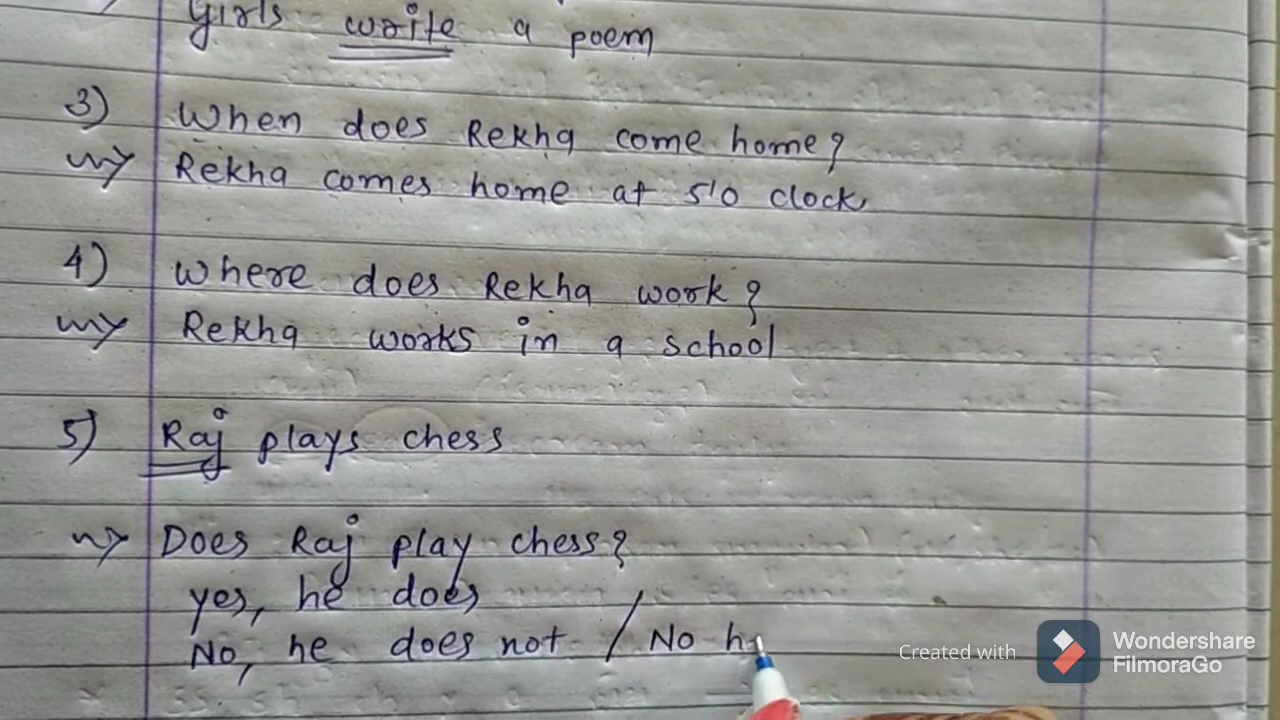 Girls write a poem
3) When does Rekha come home?
Rekha comes home at 5'o clock
4) Where does Rekha work?
Rekha works in a school
5) Raj plays chess
Does Raj play chess?
yes, he does
No, he does not / No h
Created with Wondershare FilmoraGo